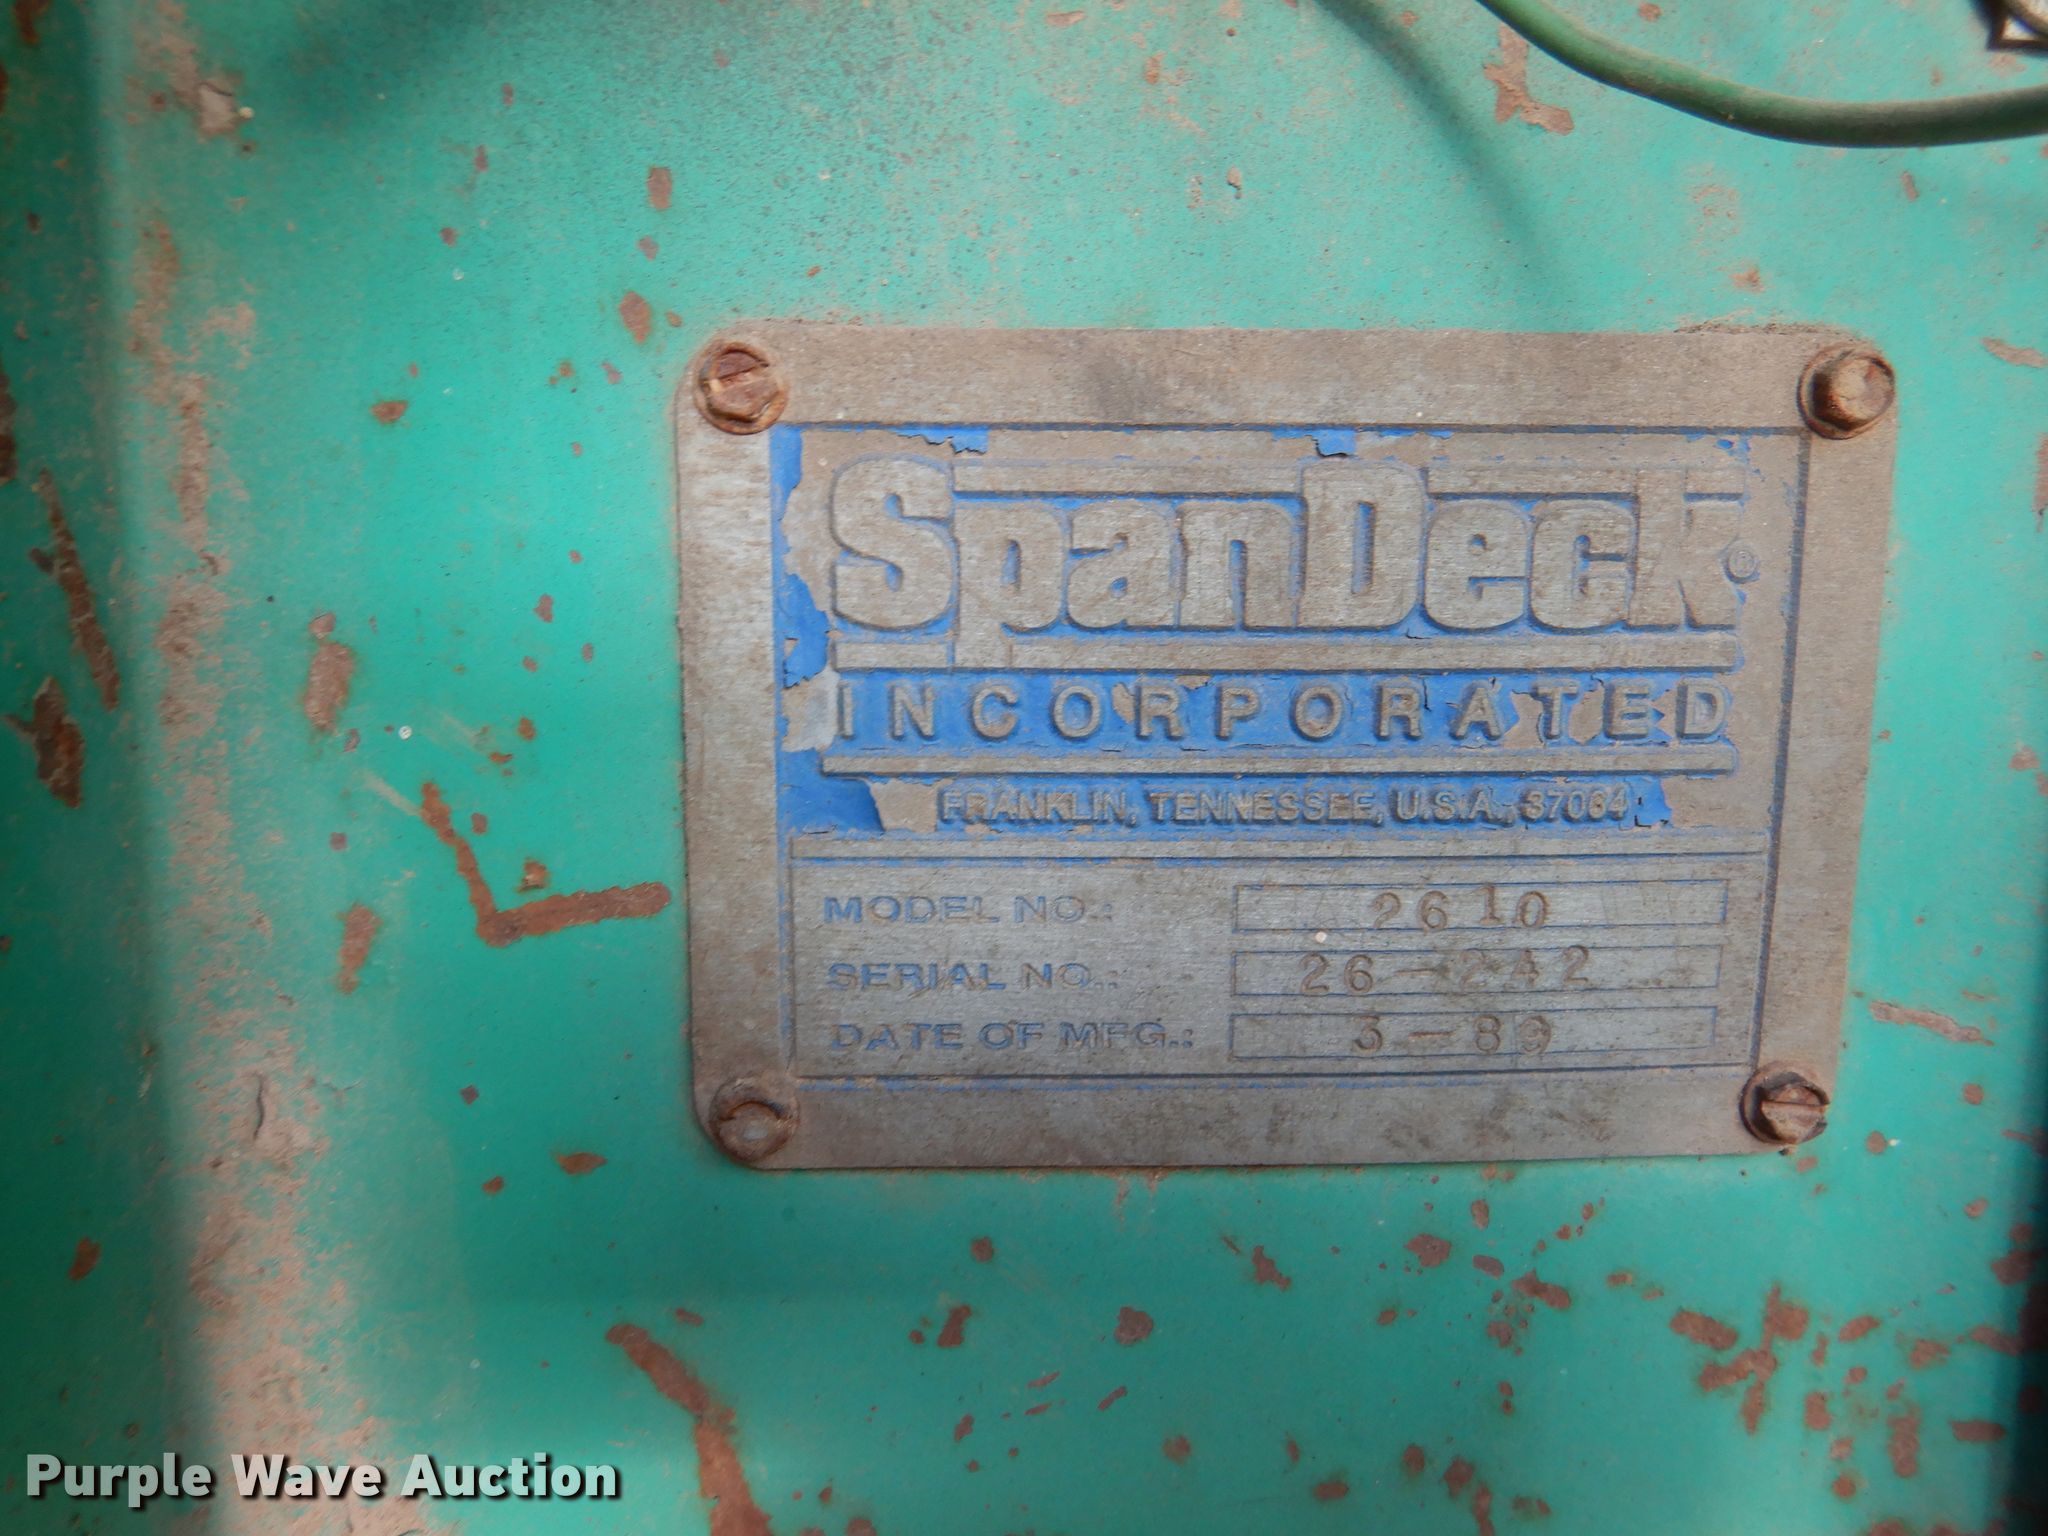 SpanDeck®
INCORPORATED
FRANKLIN, TENNESSEE, U.S.A., 37064
MODEL NO.: 2610
SERIAL NO.: 26-242
DATE OF MFG.: 3-89
Purple Wave Auction